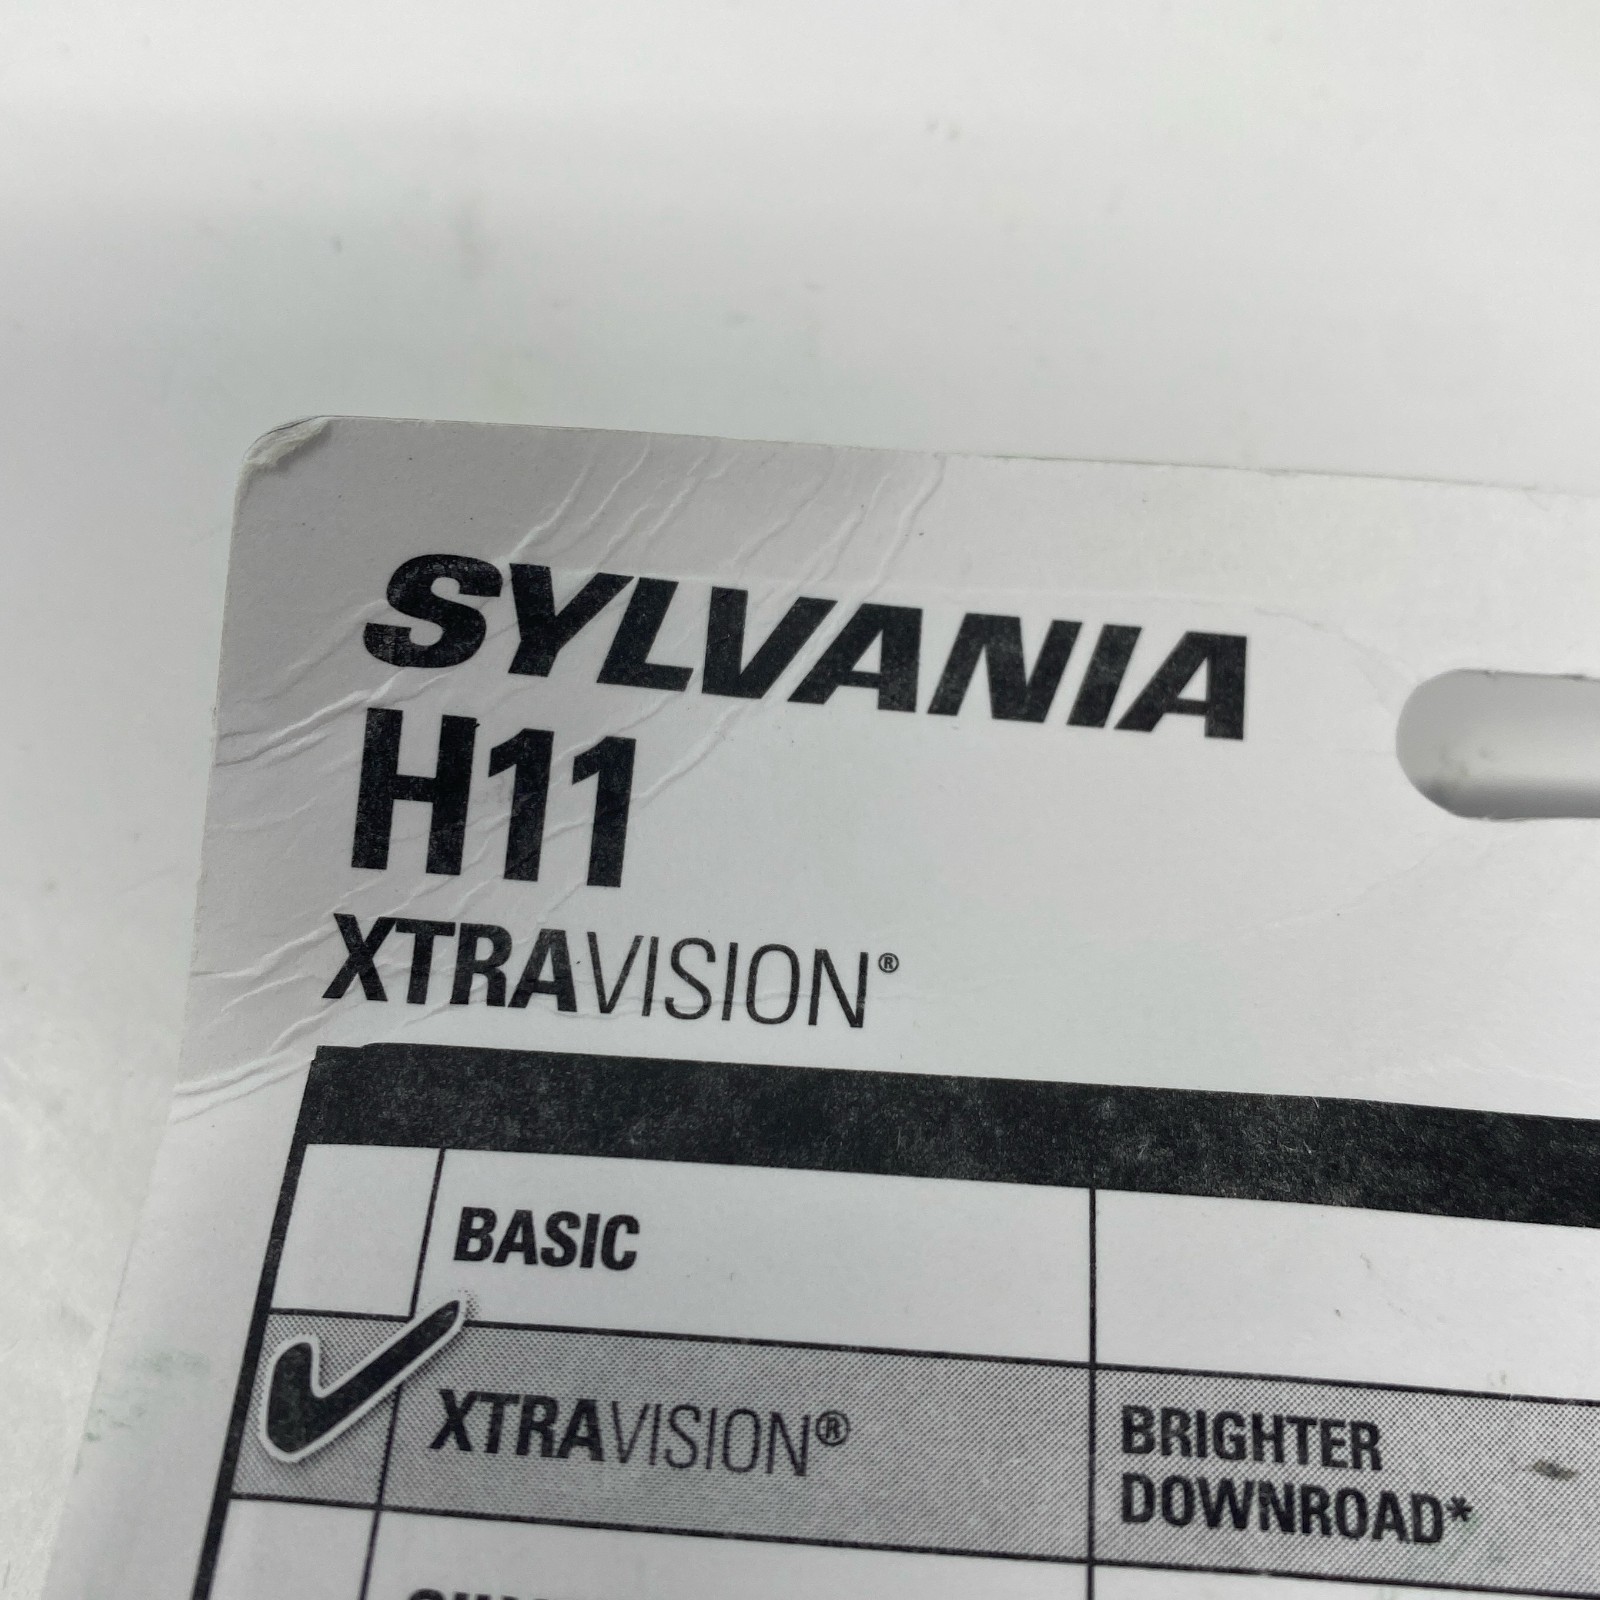 SYLVANIA
H11
XTRAVISION®
BASIC
XTRAVISION®
BRIGHTER
DOWNROAD*